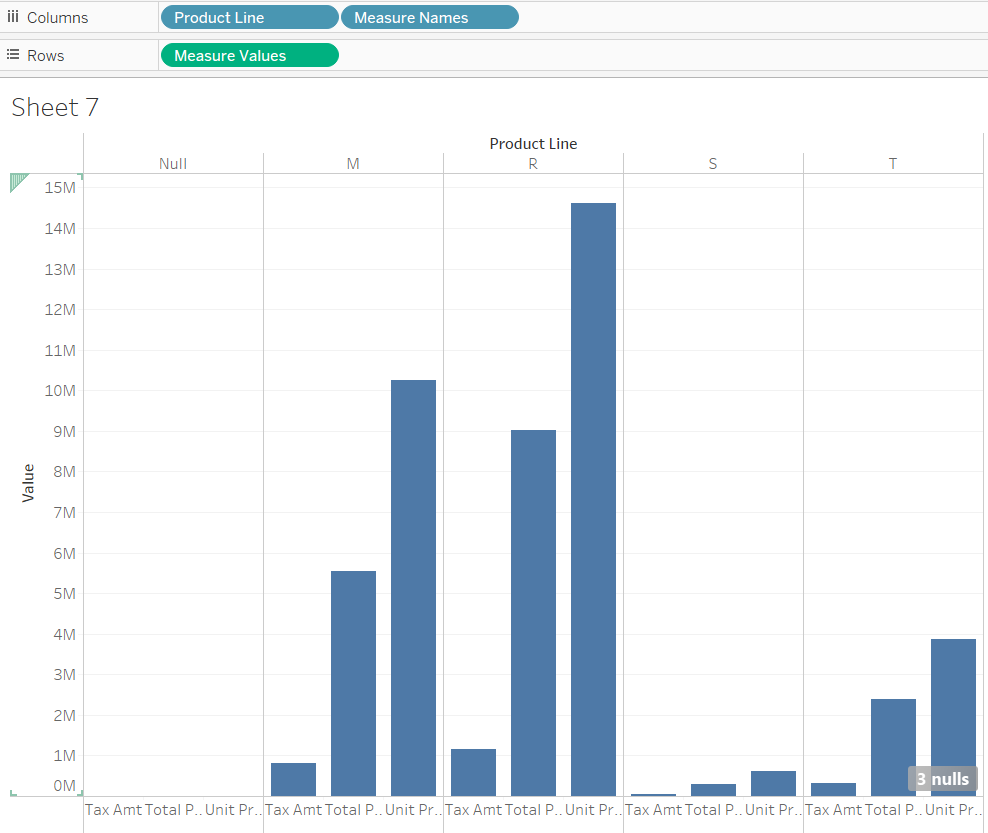 Columns Product Line Measure Names
Rows Measure Values
Sheet 7
Product Line
Null M R S T
15M
14M
13M
12M
11M
10M
9M
8M
7M
6M
5M
4M
3M
2M
1M
0M
Value
3 nulls
Tax Amt Total P.. Unit Pr.. Tax Amt Total P.. Unit Pr.. Tax Amt Total P.. Unit Pr.. Tax Amt Total P.. Unit Pr.. Tax Amt Total P.. Unit Pr..